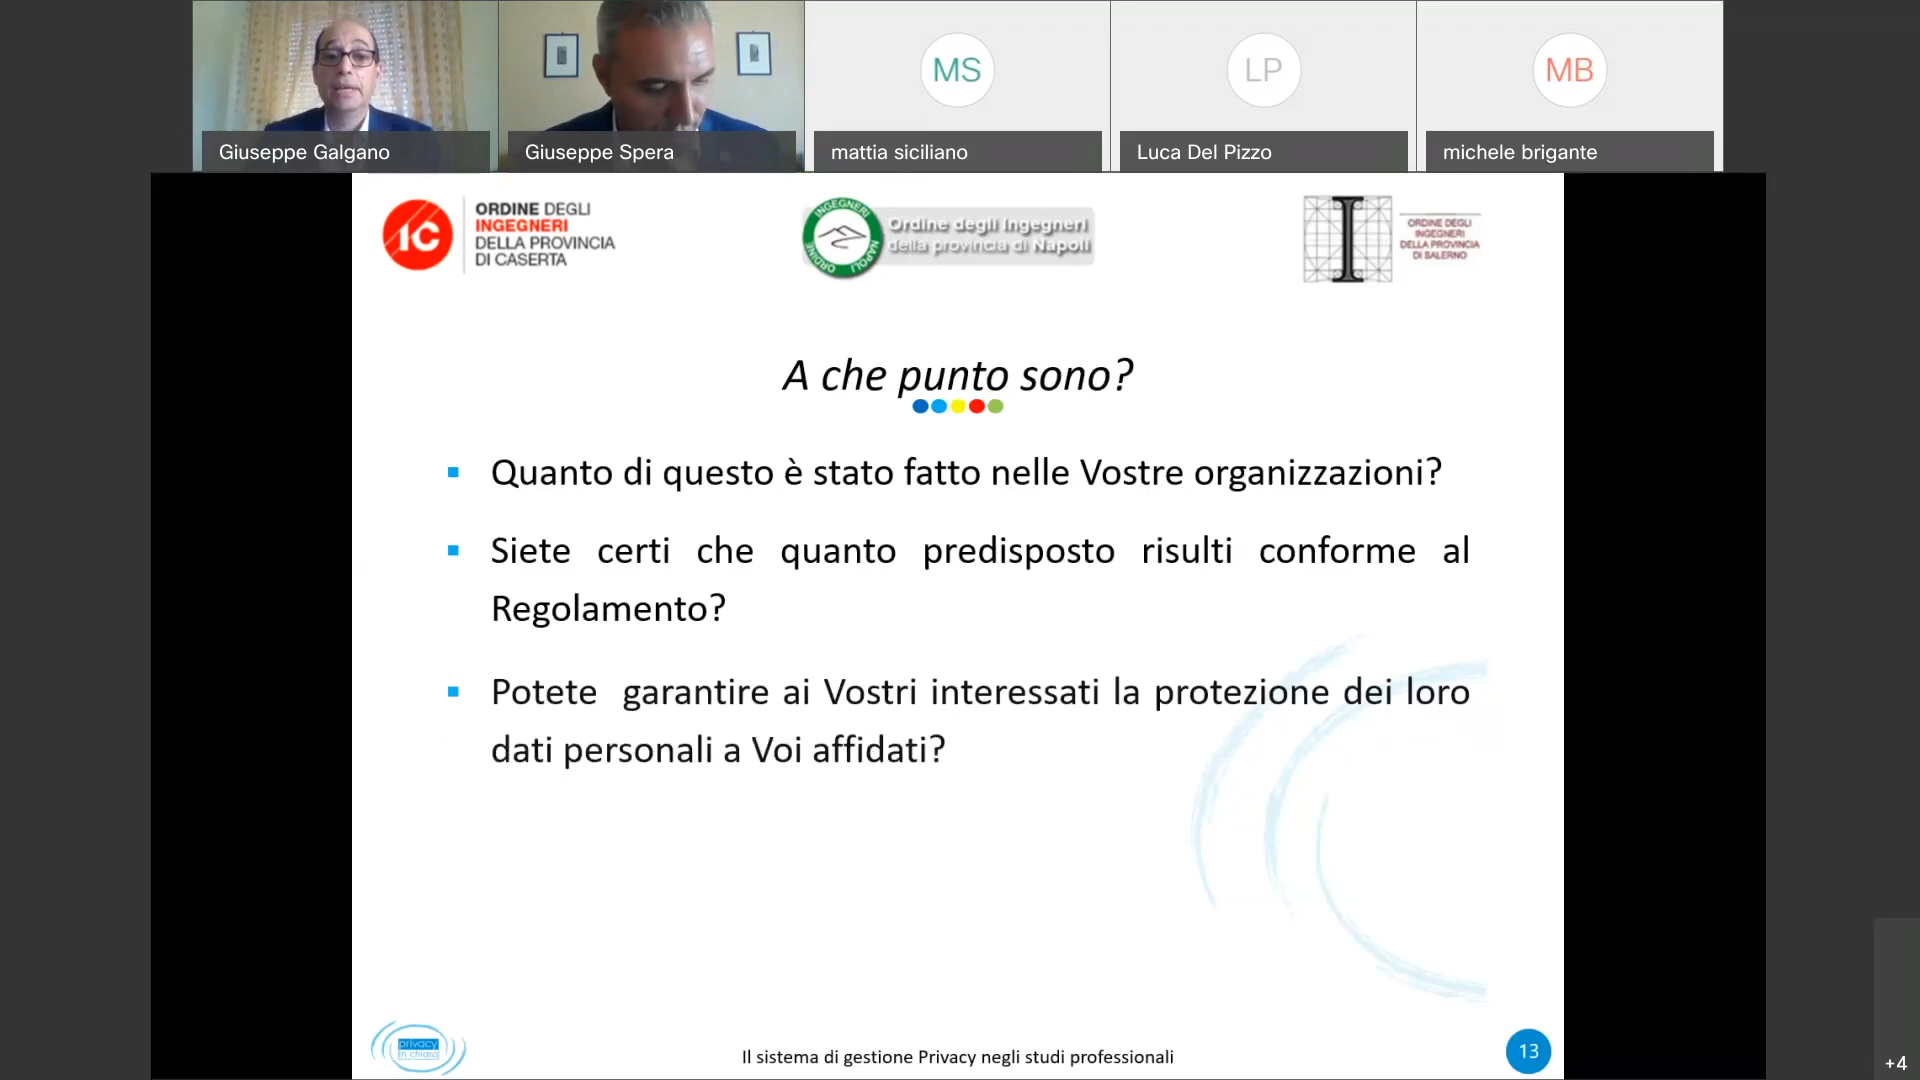 MS
LP
MB
Giuseppe Galgano
Giuseppe Spera
mattia siciliano
Luca Del Pizzo
michele brigante
IC
ORDINE DEGLI
INGEGNERI
DELLA PROVINCIA
DI CASERTA
INGEGNERI
ORDINE
NAPOLI
Ordine degli Ingegneri
della provincia di Napoli
I
ORDINE DEGLI
INGEGNERI
DELLA PROVINCIA
DI SALERNO
A che punto sono?
▪ Quanto di questo è stato fatto nelle Vostre organizzazioni?
▪ Siete certi che quanto predisposto risulti conforme al
Regolamento?
▪ Potete garantire ai Vostri interessati la protezione dei loro
dati personali a Voi affidati?
privacy
in chiaro
Il sistema di gestione Privacy negli studi professionali
13
+4